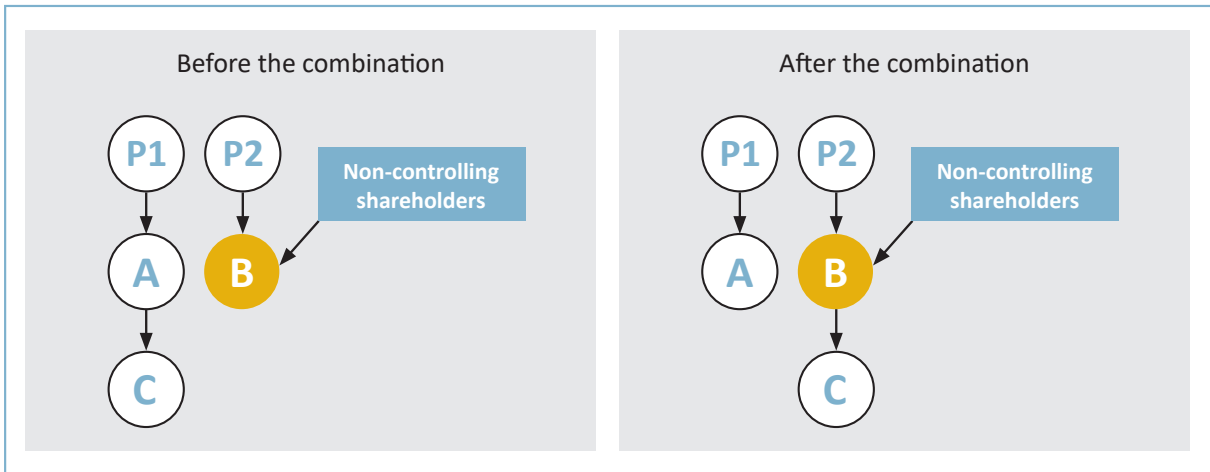 Before the combination
P1 P2
Non-controlling
shareholders
A B
C
After the combination
P1 P2
Non-controlling
shareholders
A B
C